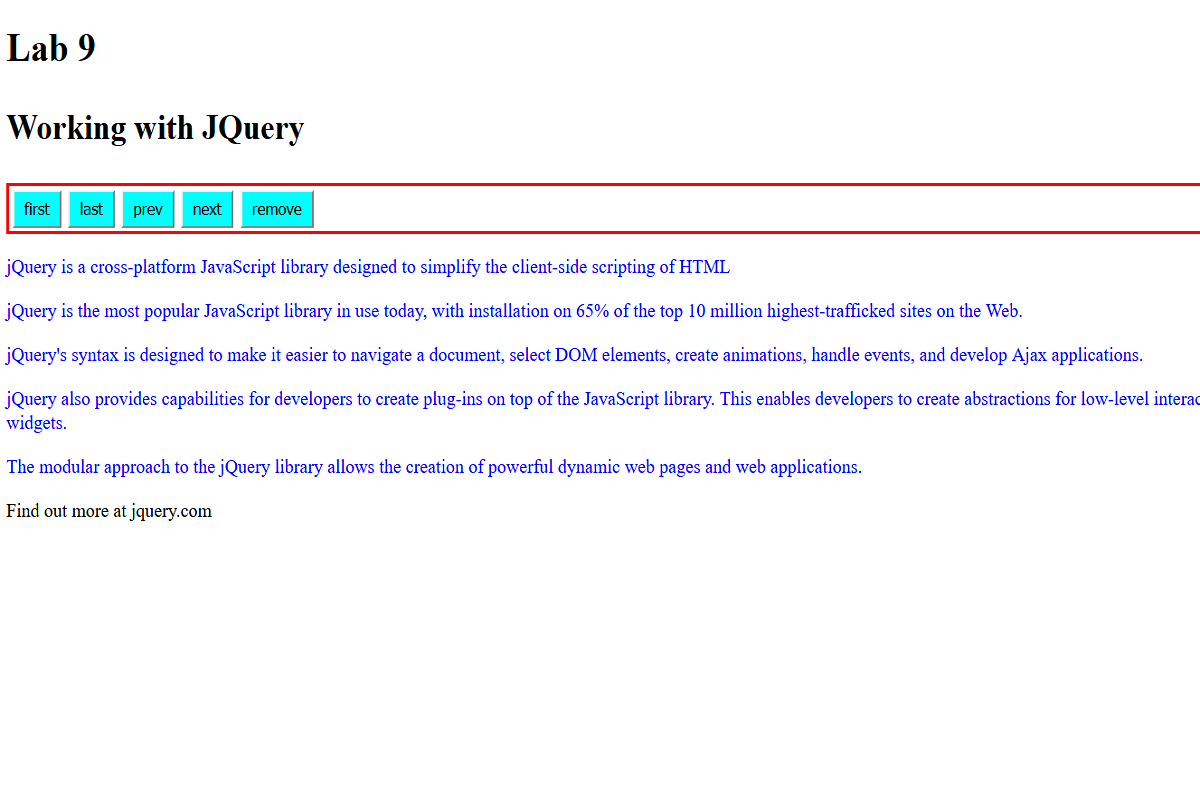 Lab 9
Working with JQuery
first last prev next remove
jQuery is a cross-platform JavaScript library designed to simplify the client-side scripting of HTML
jQuery is the most popular JavaScript library in use today, with installation on 65% of the top 10 million highest-trafficked sites on the Web.
jQuery's syntax is designed to make it easier to navigate a document, select DOM elements, create animations, handle events, and develop Ajax applications.
jQuery also provides capabilities for developers to create plug-ins on top of the JavaScript library. This enables developers to create abstractions for low-level
widgets.
The modular approach to the jQuery library allows the creation of powerful dynamic web pages and web applications.
Find out more at jquery.com